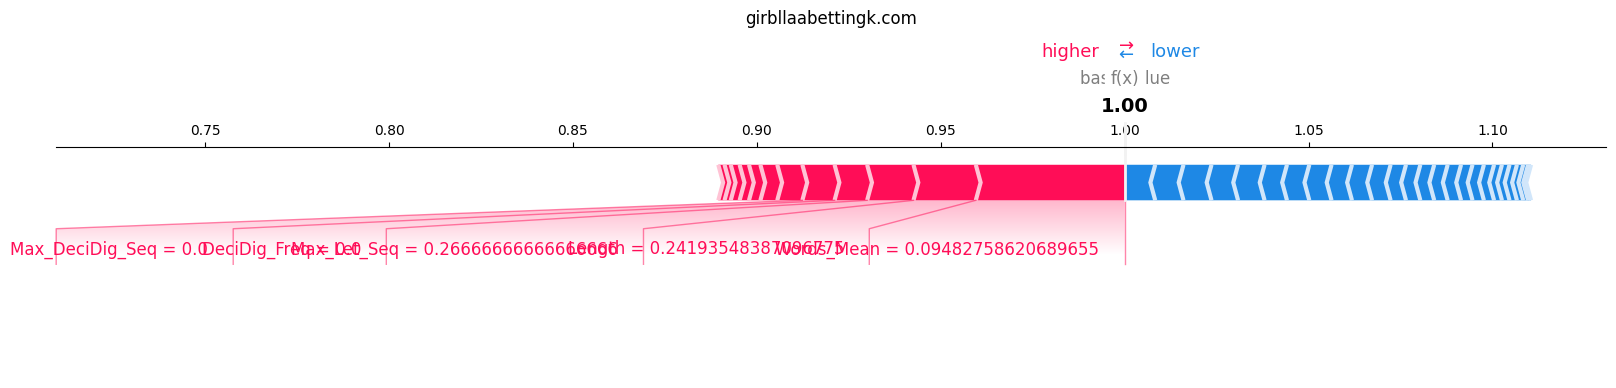 girbllaabettingk.com
higher → ← lower
bas f(x) lue
1.00
0.75 0.80 0.85 0.90 0.95 1.00 1.05 1.10
Max_DeciDig_Seq = 0.0 DeciDig_Freq = 0.0 Max_Let_Seq = 0.26666666666666666 Length = 0.24193548387096775 Words_Mean = 0.09482758620689655